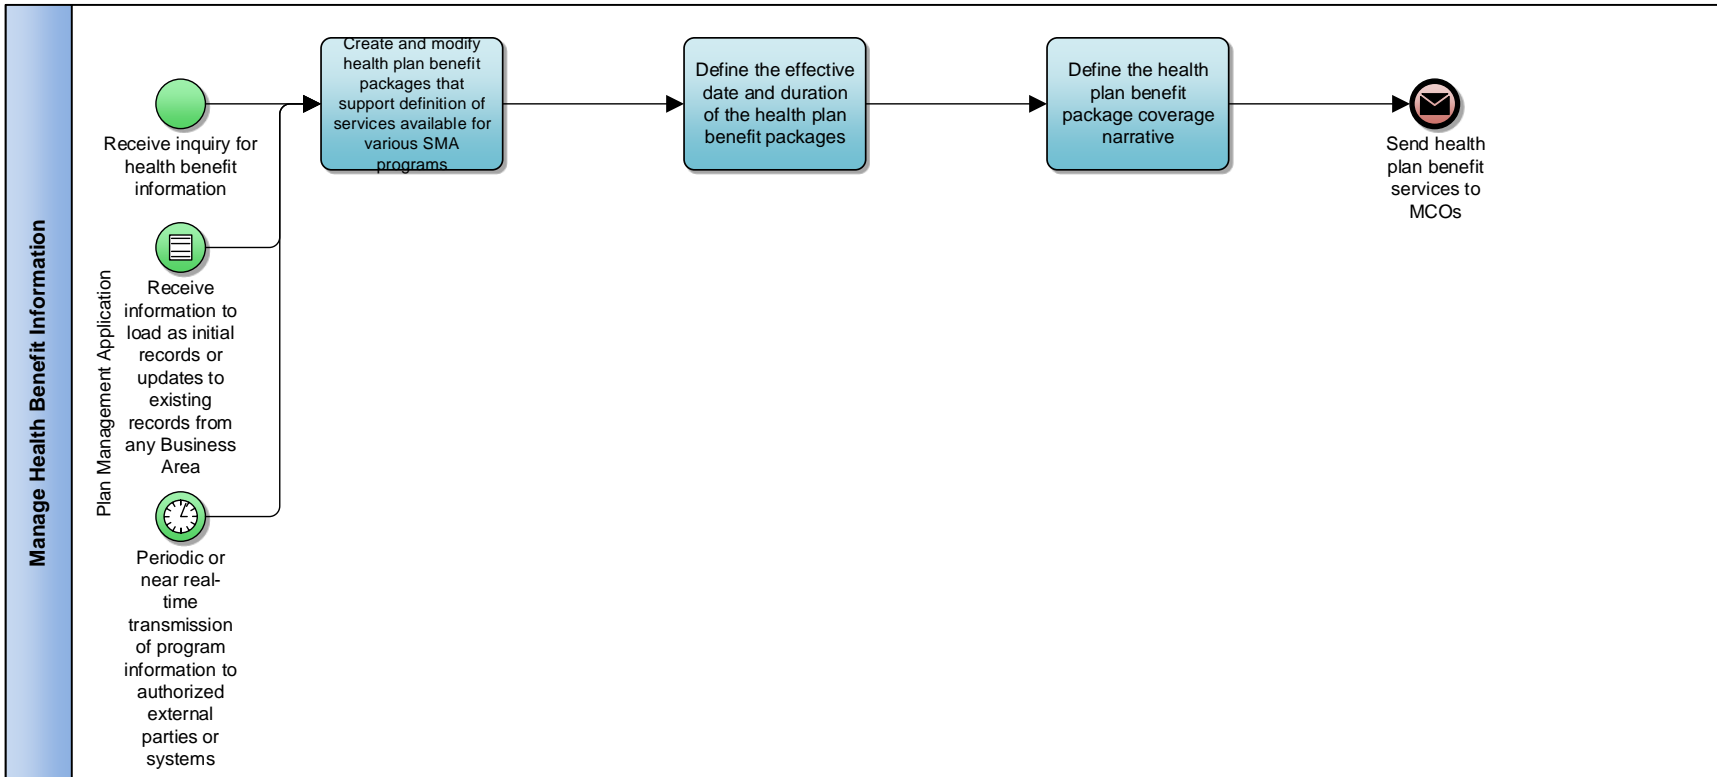 Manage Health Benefit Information
Plan Management Application
Receive inquiry for
health benefit
information
Receive
information to
load as initial
records or
updates to
existing
records from
any Business
Area
Periodic or
near real-
time
transmission
of program
information to
authorized
external
parties or
systems
Create and modify
health plan benefit
packages that
support definition of
services available for
various SMA
programs
Define the effective
date and duration
of the health plan
benefit packages
Define the health
plan benefit
package coverage
narrative
Send health
plan benefit
services to
MCOs